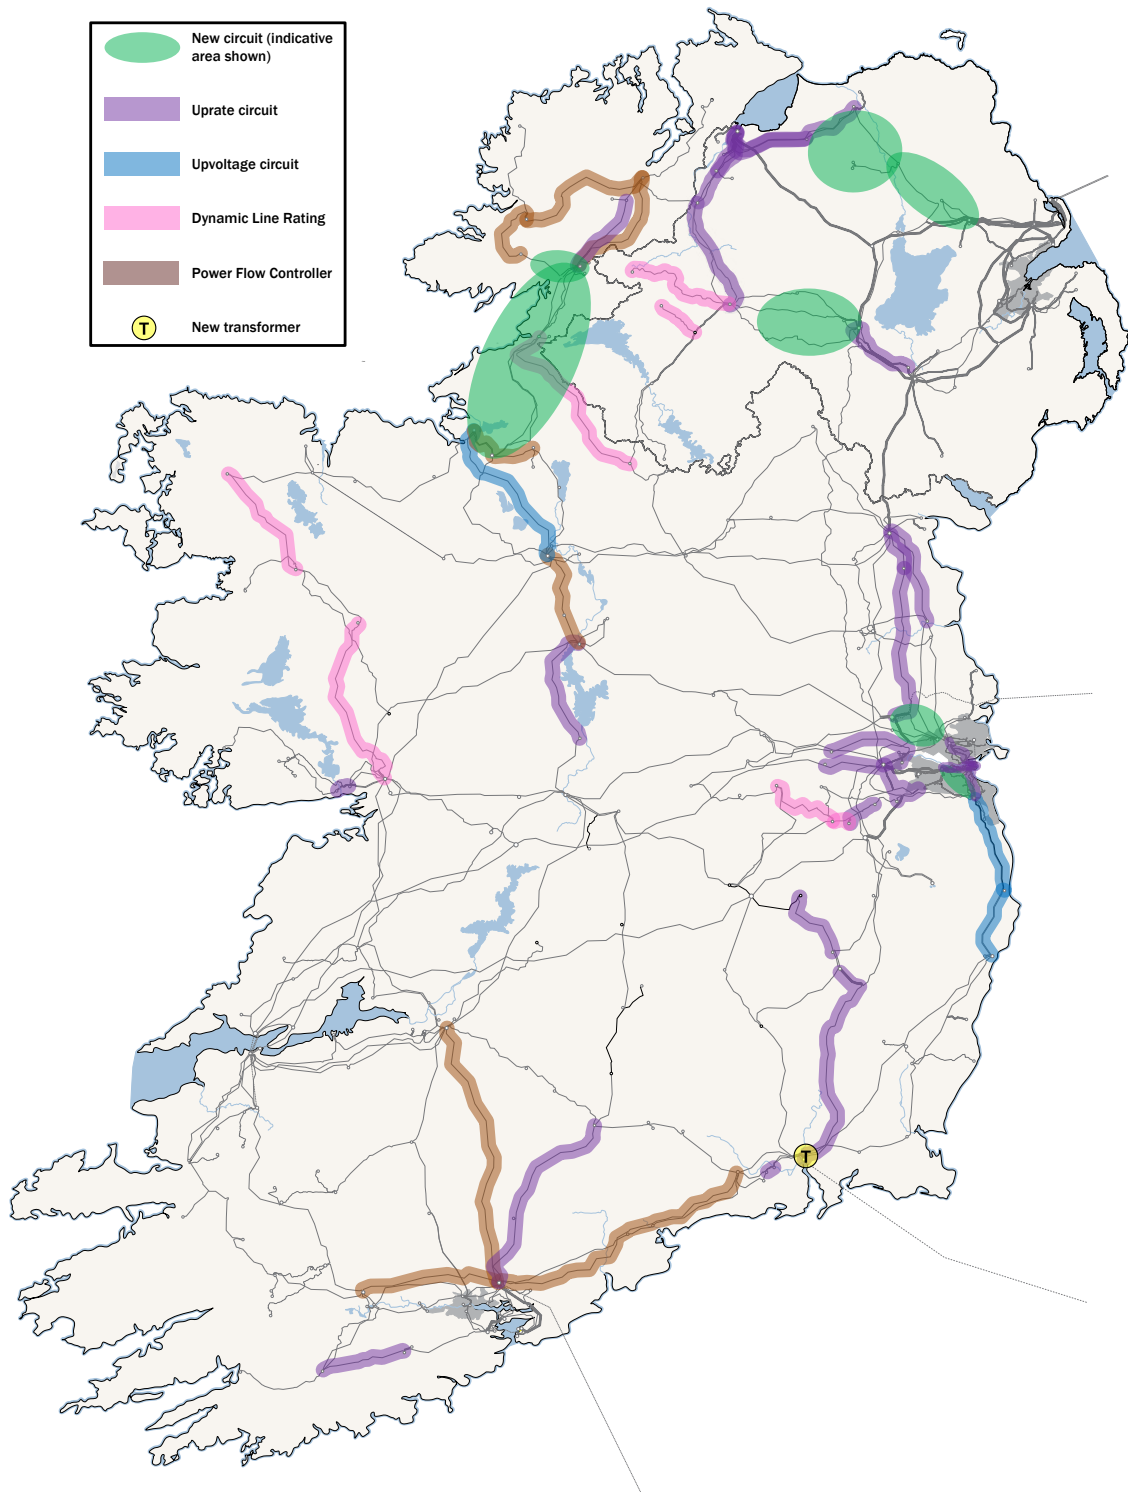 New circuit (indicative
area shown)
Uprate circuit
Upvoltage circuit
Dynamic Line Rating
Power Flow Controller
T
New transformer
T